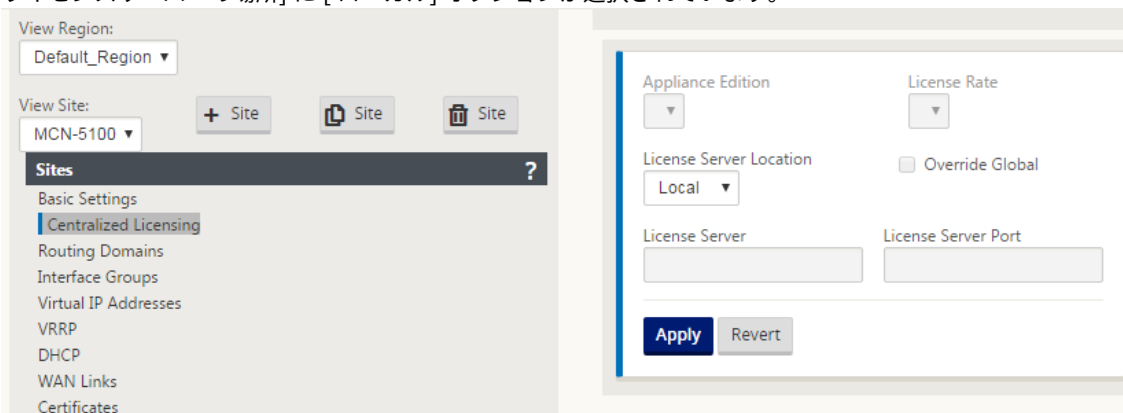 View Region:
Default_Region
View Site:
MCN-5100
+ Site
Site
Site
Sites ?
Basic Settings
Centralized Licensing
Routing Domains
Interface Groups
Virtual IP Addresses
VRRP
DHCP
WAN Links
Certificates
Appliance Edition
License Rate
License Server Location
Local
Override Global
License Server
License Server Port
Apply
Revert